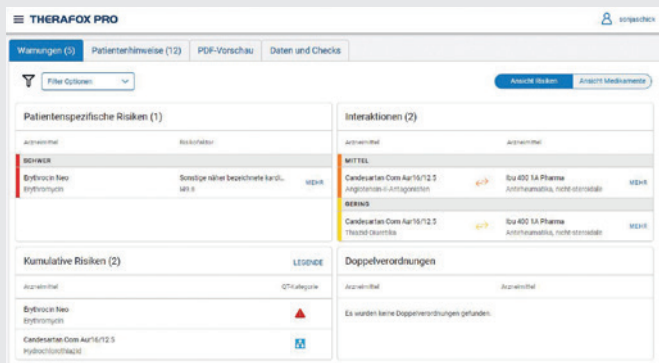 THERAFOX PRO
sonjaschick
Warnungen (5)
Patientenhinweise (12)
PDF-Vorschau
Daten und Checks
Filter Optionen
Ansicht Risiken
Ansicht Medikamente
Patientenspezifische Risiken (1)
Arzneimittel
Risikofaktor
SCHWER
Erybrocin Neo
Sonstige näher bezeichnete kardi...
MEHR
Erythromycin
Interaktionen (2)
Arzneimittel
Arzneimittel
MITTEL
Candesartan Com Aur16/12.5
Ibu 400 1A Pharma
MEHR
Angiotensin-II-Antagonisten
Antirheumatika, nicht-steroidale
GERING
Candesartan Com Aur16/12.5
Ibu 400 1A Pharma
MEHR
Thiazid-Diuretika
Antirheumatika, nicht-steroidale
Kumulative Risiken (2)
LEGENDE
Arzneimittel
QT-Kategorie
Erybrocin Neo
Erythromycin
Candesartan Com Aur16/12.5
Hydrochlorothiazid
Doppelverordnungen
Arzneimittel
Arzneimittel
Es wurden keine Doppelverordnungen gefunden.